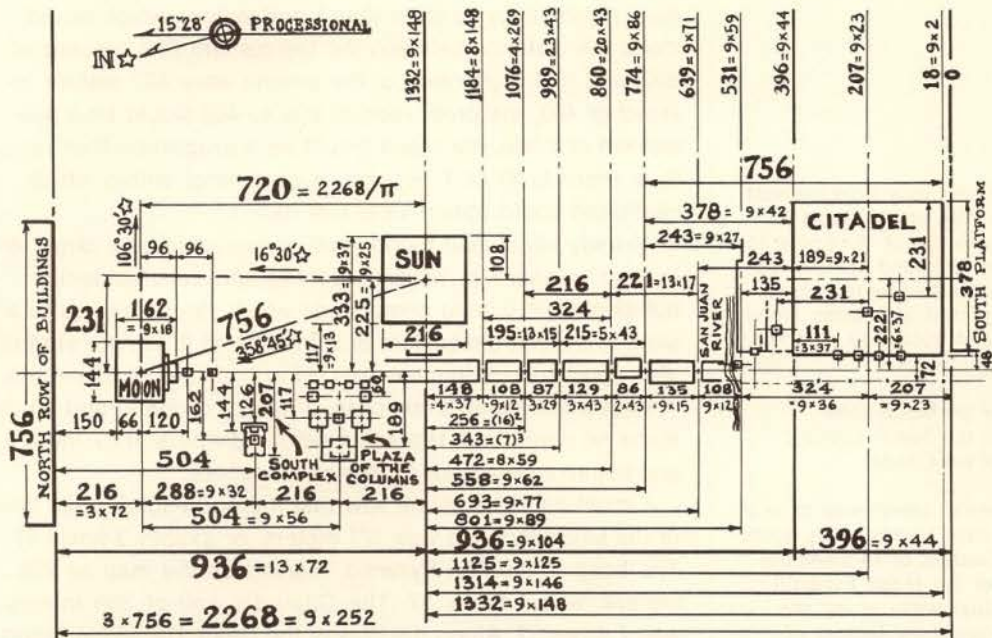 15°28' PROCESSIONAL
N☆
1332 = 9×148
1184 = 8×148
1076 = 4×269
989 = 23×43
860 = 20×43
774 = 9×86
639 = 9×71
531 = 9×59
396 = 9×44
207 = 9×23
18 = 9×2
0
720 = 2268/π
756
378 = 9×42
CITADEL
106°30'☆
96
96
16°30'☆
333 = 9×37
225 = 9×25
SUN
108
243 = 9×27
243
189 = 9×21
231
378
SOUTH PLATFORM
216
221 = 13×17
135
231
324
195 = 13×15
215 = 5×43
SAN JUAN RIVER
111
= 3×37
222 = 6×37
756
NORTH ROW OF BUILDINGS
231
162
= 9×18
756
358°45'☆
117
= 9×13
216
144
MOON
72
48
150
66
120
162
144
126
207
117
60
189
148
108
87
129
86
135
108
324
207
4×37
= 9×12
3×29
3×43
2×43
= 9×15
9×12
= 9×36
= 9×23
256 = (16)²
343 = (7)³
504
SOUTH COMPLEX
PLAZA OF THE COLUMNS
472 = 8×59
558 = 9×62
216
= 3×72
288 = 9×32
216
216
693 = 9×77
504 = 9×56
801 = 9×89
936 = 13×72
936 = 9×104
396 = 9×44
1125 = 9×125
1314 = 9×146
1332 = 9×148
3×756 = 2268 = 9×252